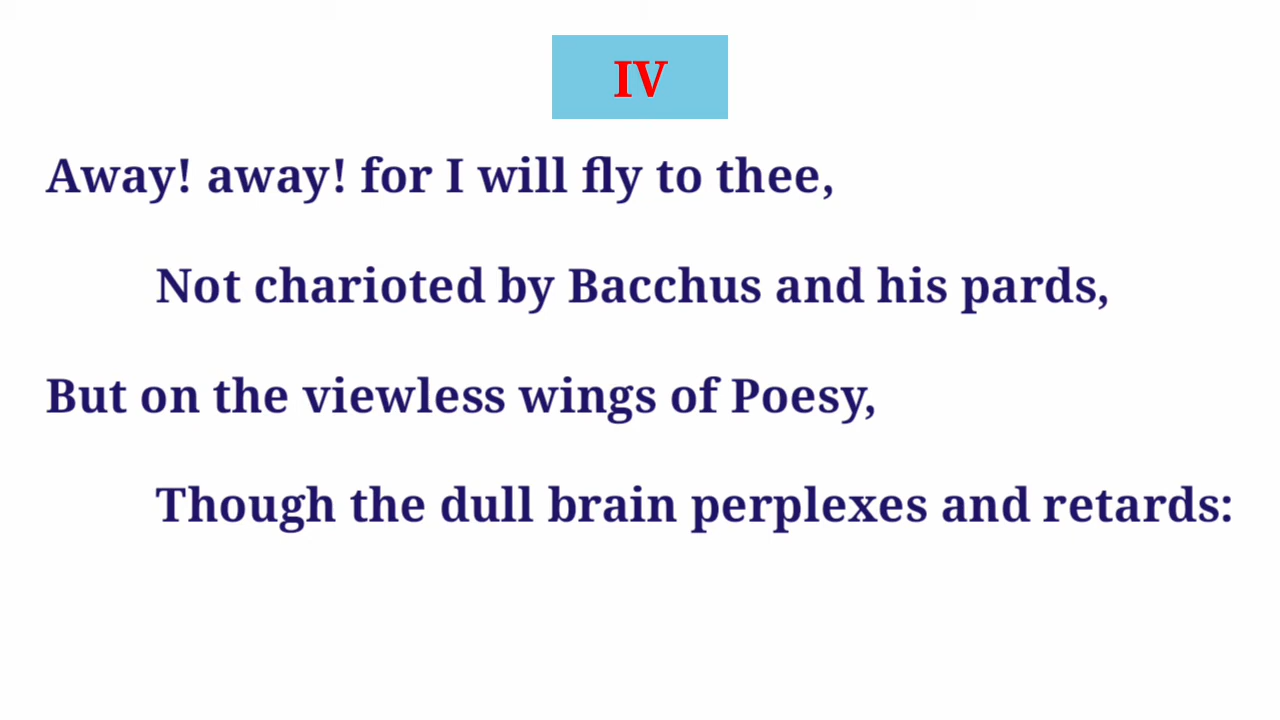 IV
Away! away! for I will fly to thee,
Not charioted by Bacchus and his pards,
But on the viewless wings of Poesy,
Though the dull brain perplexes and retards: